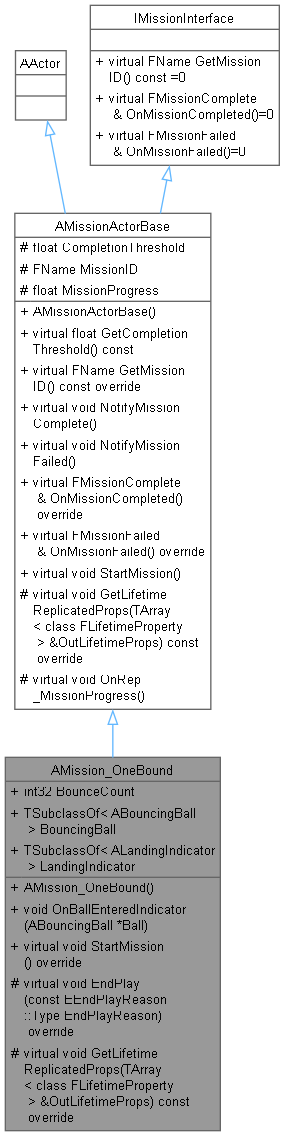 IMissionInterface
+ virtual FName GetMission
ID() const =0
+ virtual FMissionComplete
& OnMissionCompleted()=0
+ virtual FMissionFailed
& OnMissionFailed()=0
AActor
AMissionActorBase
# float CompletionThreshold
# FName MissionID
# float MissionProgress
+ AMissionActorBase()
+ virtual float GetCompletion
Threshold() const
+ virtual FName GetMission
ID() const override
+ virtual void NotifyMission
Complete()
+ virtual void NotifyMission
Failed()
+ virtual FMissionComplete
& OnMissionCompleted()
override
+ virtual FMissionFailed
& OnMissionFailed() override
+ virtual void StartMission()
# virtual void GetLifetime
ReplicatedProps(TArray
< class FLifetimeProperty
> &OutLifetimeProps) const
override
# virtual void OnRep
_MissionProgress()
AMission_OneBound
+ int32 BounceCount
+ TSubclassOf< ABouncingBall
> BouncingBall
+ TSubclassOf< ALandingIndicator
> LandingIndicator
+ AMission_OneBound()
+ void OnBallEnteredIndicator
(ABouncingBall *Ball)
+ virtual void StartMission
() override
# virtual void EndPlay
(const EEndPlayReason
::Type EndPlayReason)
override
# virtual void GetLifetime
ReplicatedProps(TArray
< class FLifetimeProperty
> &OutLifetimeProps) const
override